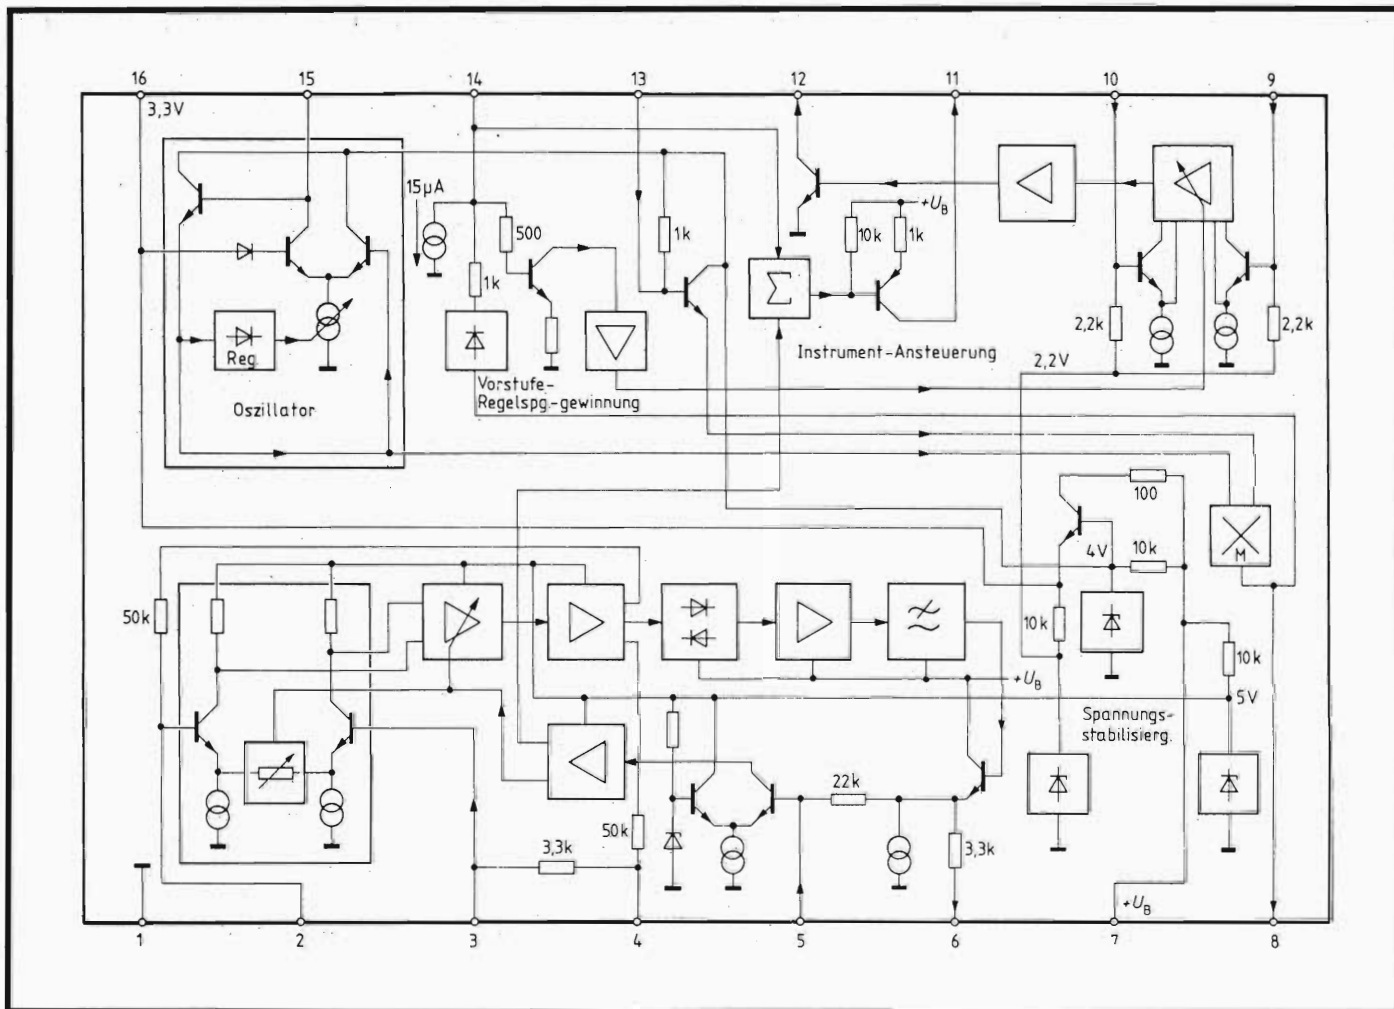 16 15 14 13 12 11 10 9
3,3V
15µA
+U_B
500
1k
10k
1k
1k
Σ
2,2k
2,2k
Reg.
Instrument-Ansteuerung
2,2V
Vorstufe-
Regelspg.-gewinnung
Oszillator
100
4V
10k
M
50k
10k
10k
+U_B
5V
Spannungs-
stabilisierg.
22k
50k
3,3k
3,3k
+U_B
1 2 3 4 5 6 7 8